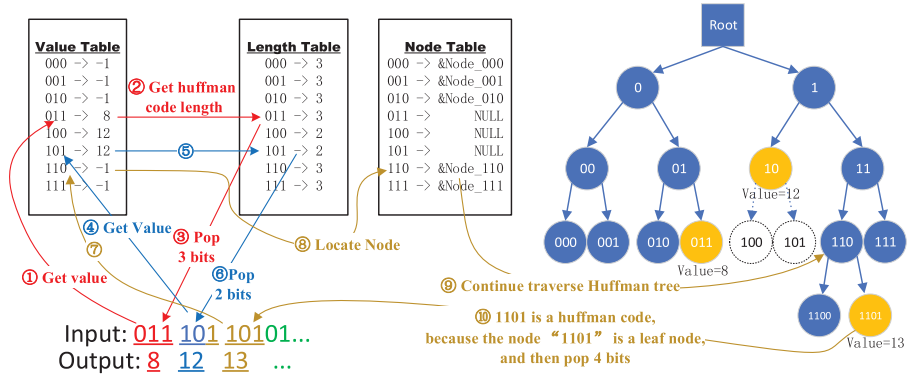 Value Table
000 -> -1
001 -> -1
010 -> -1
011 -> 8
100 -> 12
101 -> 12
110 -> -1
111 -> -1
② Get huffman
code length
⑤
Length Table
000 -> 3
001 -> 3
010 -> 3
011 -> 3
100 -> 2
101 -> 2
110 -> 3
111 -> 3
Node Table
000 -> &Node_000
001 -> &Node_001
010 -> &Node_010
011 -> NULL
100 -> NULL
101 -> NULL
110 -> &Node_110
111 -> &Node_111
④ Get Value
⑦
③ Pop
3 bits
⑧ Locate Node
① Get value
⑥Pop
2 bits
⑨ Continue traverse Huffman tree
⑩ 1101 is a huffman code,
because the node “1101” is a leaf node,
and then pop 4 bits
Input: 011 101 10101...
Output: 8 12 13 ...
Root
0
1
00
01
10
11
Value=12
000
001
010
011
100
101
110
111
Value=8
1100
1101
Value=13